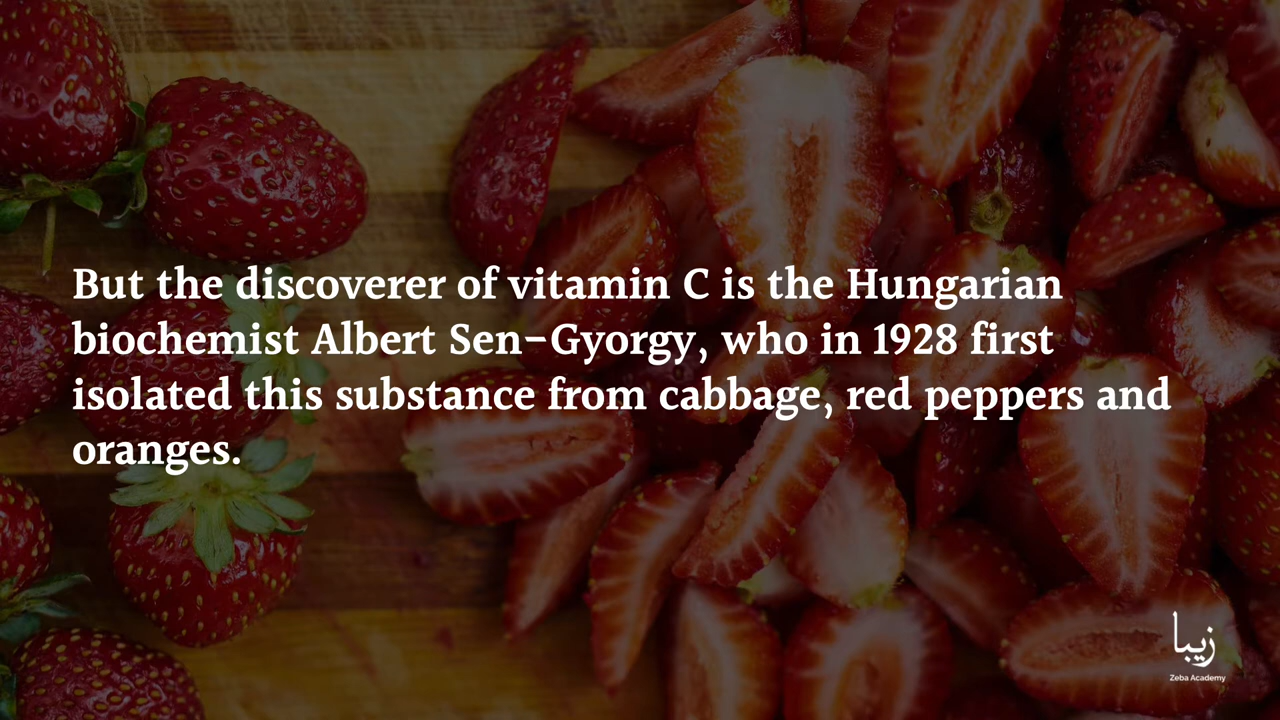 But the discoverer of vitamin C is the Hungarian
biochemist Albert Sen-Gyorgy, who in 1928 first
isolated this substance from cabbage, red peppers and
oranges.
زیبا
Zeba Academy